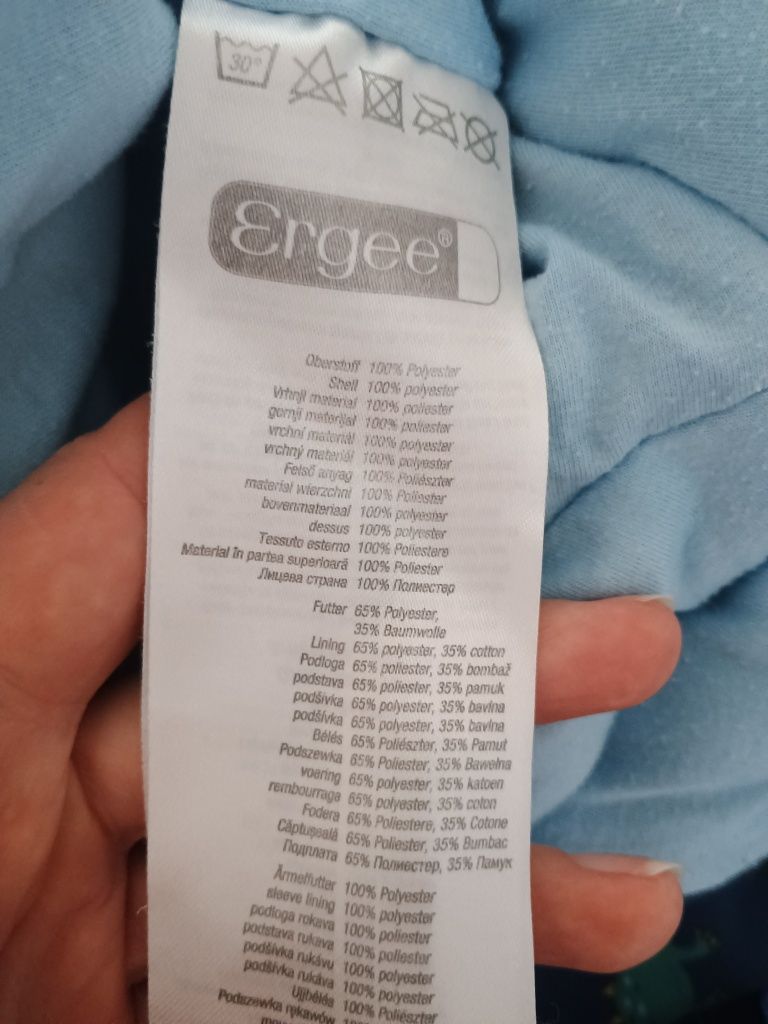 30°
Ergee®
Oberstoff 100% Polyester
Shell 100% polyester
Vrhnji material 100% poliester
gornji materijal 100% poliester
vrchní materiál 100% polyester
vrchný materiál 100% polyester
Felső anyag 100% Poliészter
materiał wierzchni 100% Poliester
bovenmateriaal 100% polyester
dessus 100% polyester
Tessuto esterno 100% Poliestere
Material în partea superioară 100% Poliester
Лицева страна 100% Полиестер
Futter 65% Polyester,
35% Baumwolle
Lining 65% polyester, 35% cotton
Podloga 65% poliester, 35% bombaž
podstava 65% poliester, 35% pamuk
podšívka 65% polyester, 35% bavlna
podšívka 65% polyester, 35% bavlna
Bélés 65% Poliészter, 35% Pamut
Podszewka 65% Poliester, 35% Bawełna
voering 65% polyester, 35% katoen
rembourrage 65% polyester, 35% coton
Fodera 65% Poliestere, 35% Cotone
Căptușeală 65% Poliester, 35% Bumbac
Подплата 65% Полиестер, 35% Памук
Ärmelfutter 100% Polyester
sleeve lining 100% polyester
podloga rokava 100% poliester
podstava rukava 100% poliester
podšívka rukávu 100% polyester
podšívka rukáva 100% polyester
Ujjbélés 100% Poliészter
Podszewka rękawów 100% Poliester